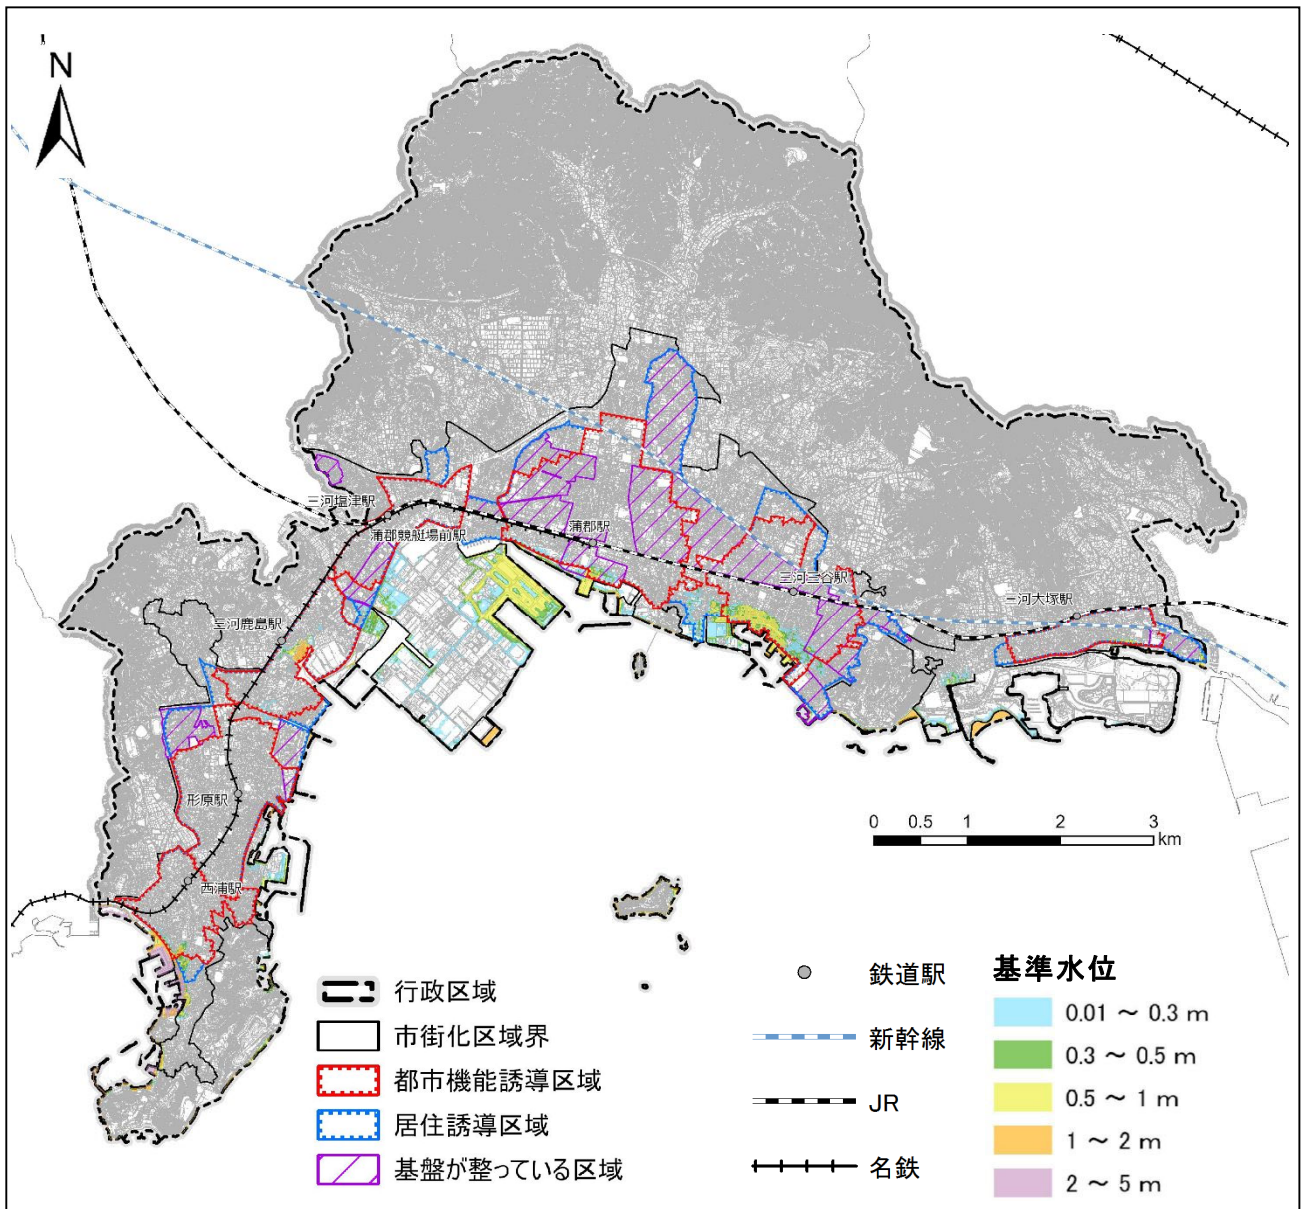 N
三河塩津駅
蒲郡競艇場前駅
蒲郡駅
三河三谷駅
三河大塚駅
三河鹿島駅
形原駅
西浦駅
0 0.5 1 2 3
km
行政区域
市街化区域界
都市機能誘導区域
居住誘導区域
基盤が整っている区域
鉄道駅
新幹線
JR
名鉄
基準水位
0.01 ～ 0.3 m
0.3 ～ 0.5 m
0.5 ～ 1 m
1 ～ 2 m
2 ～ 5 m